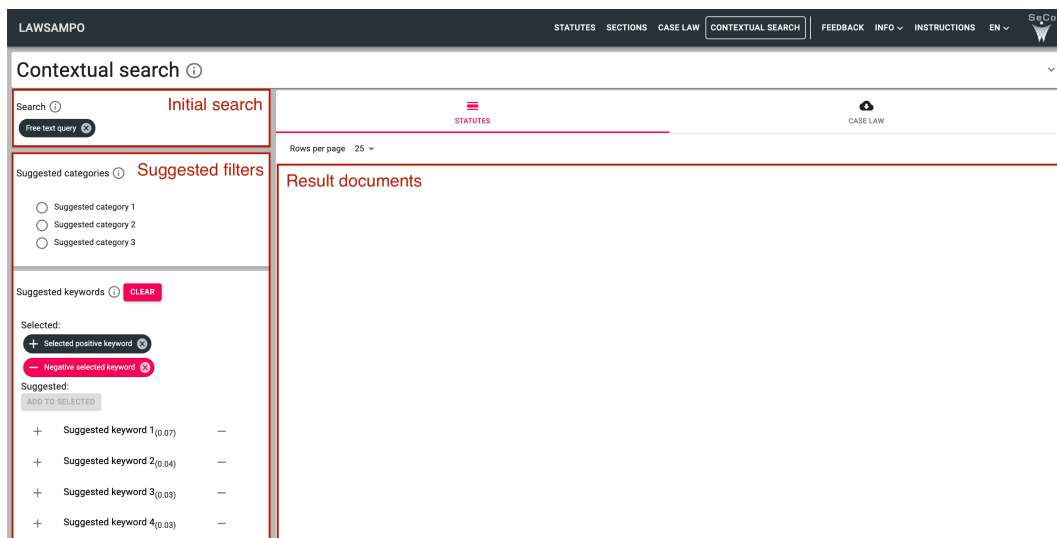 LAWSAMPO STATUTES SECTIONS CASE LAW CONTEXTUAL SEARCH FEEDBACK INFO INSTRUCTIONS EN SeCo
Contextual search
Search Initial search
Free text query
STATUTES CASE LAW
Rows per page 25
Suggested categories Suggested filters
Result documents
Suggested category 1
Suggested category 2
Suggested category 3
Suggested keywords CLEAR
Selected:
+ Selected positive keyword
− Negative selected keyword
Suggested:
ADD TO SELECTED
+ Suggested keyword 1(0.07) −
+ Suggested keyword 2(0.04) −
+ Suggested keyword 3(0.03) −
+ Suggested keyword 4(0.03) −